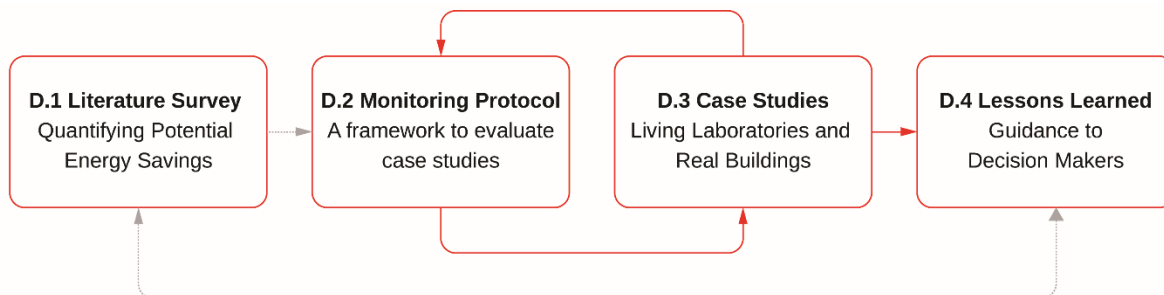 D.1 Literature Survey
Quantifying Potential
Energy Savings
D.2 Monitoring Protocol
A framework to evaluate
case studies
D.3 Case Studies
Living Laboratories and
Real Buildings
D.4 Lessons Learned
Guidance to
Decision Makers